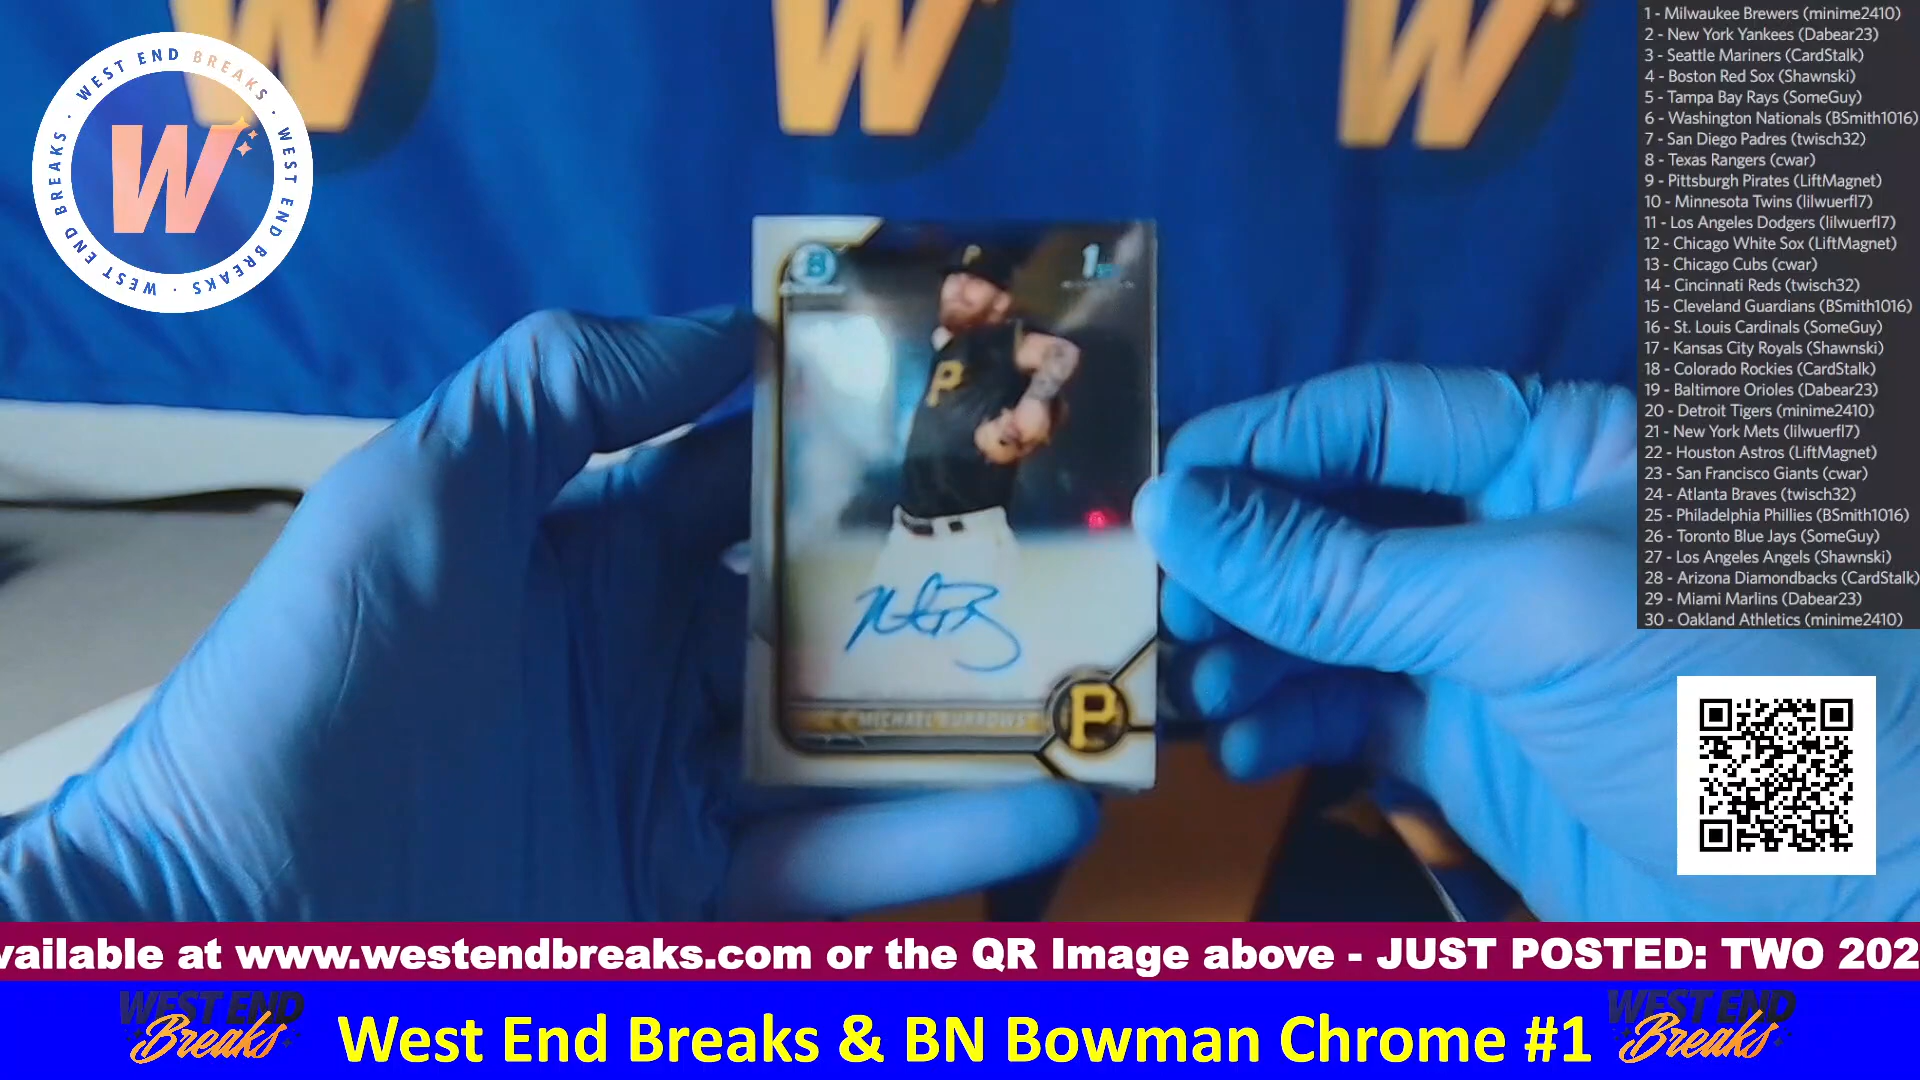 WEST END BREAKS · WEST END BREAKS · WEST END BREAKS ·
W
W
W
W
1 - Milwaukee Brewers (minime2410)
2 - New York Yankees (Dabear23)
3 - Seattle Mariners (CardStalk)
4 - Boston Red Sox (Shawnski)
5 - Tampa Bay Rays (SomeGuy)
6 - Washington Nationals (BSmith1016)
7 - San Diego Padres (twisch32)
8 - Texas Rangers (cwar)
9 - Pittsburgh Pirates (LiftMagnet)
10 - Minnesota Twins (lilwuerfl7)
11 - Los Angeles Dodgers (lilwuerfl7)
12 - Chicago White Sox (LiftMagnet)
13 - Chicago Cubs (cwar)
14 - Cincinnati Reds (twisch32)
15 - Cleveland Guardians (BSmith1016)
16 - St. Louis Cardinals (SomeGuy)
17 - Kansas City Royals (Shawnski)
18 - Colorado Rockies (CardStalk)
19 - Baltimore Orioles (Dabear23)
20 - Detroit Tigers (minime2410)
21 - New York Mets (lilwuerfl7)
22 - Houston Astros (LiftMagnet)
23 - San Francisco Giants (cwar)
24 - Atlanta Braves (twisch32)
25 - Philadelphia Phillies (BSmith1016)
26 - Toronto Blue Jays (SomeGuy)
27 - Los Angeles Angels (Shawnski)
28 - Arizona Diamondbacks (CardStalk)
29 - Miami Marlins (Dabear23)
30 - Oakland Athletics (minime2410)
B
1st
P
P
MICHAEL BURROWS
P
vailable at www.westendbreaks.com or the QR Image above - JUST POSTED: TWO 202
WEST END
Breaks
West End Breaks & BN Bowman Chrome #1
WEST END
Breaks